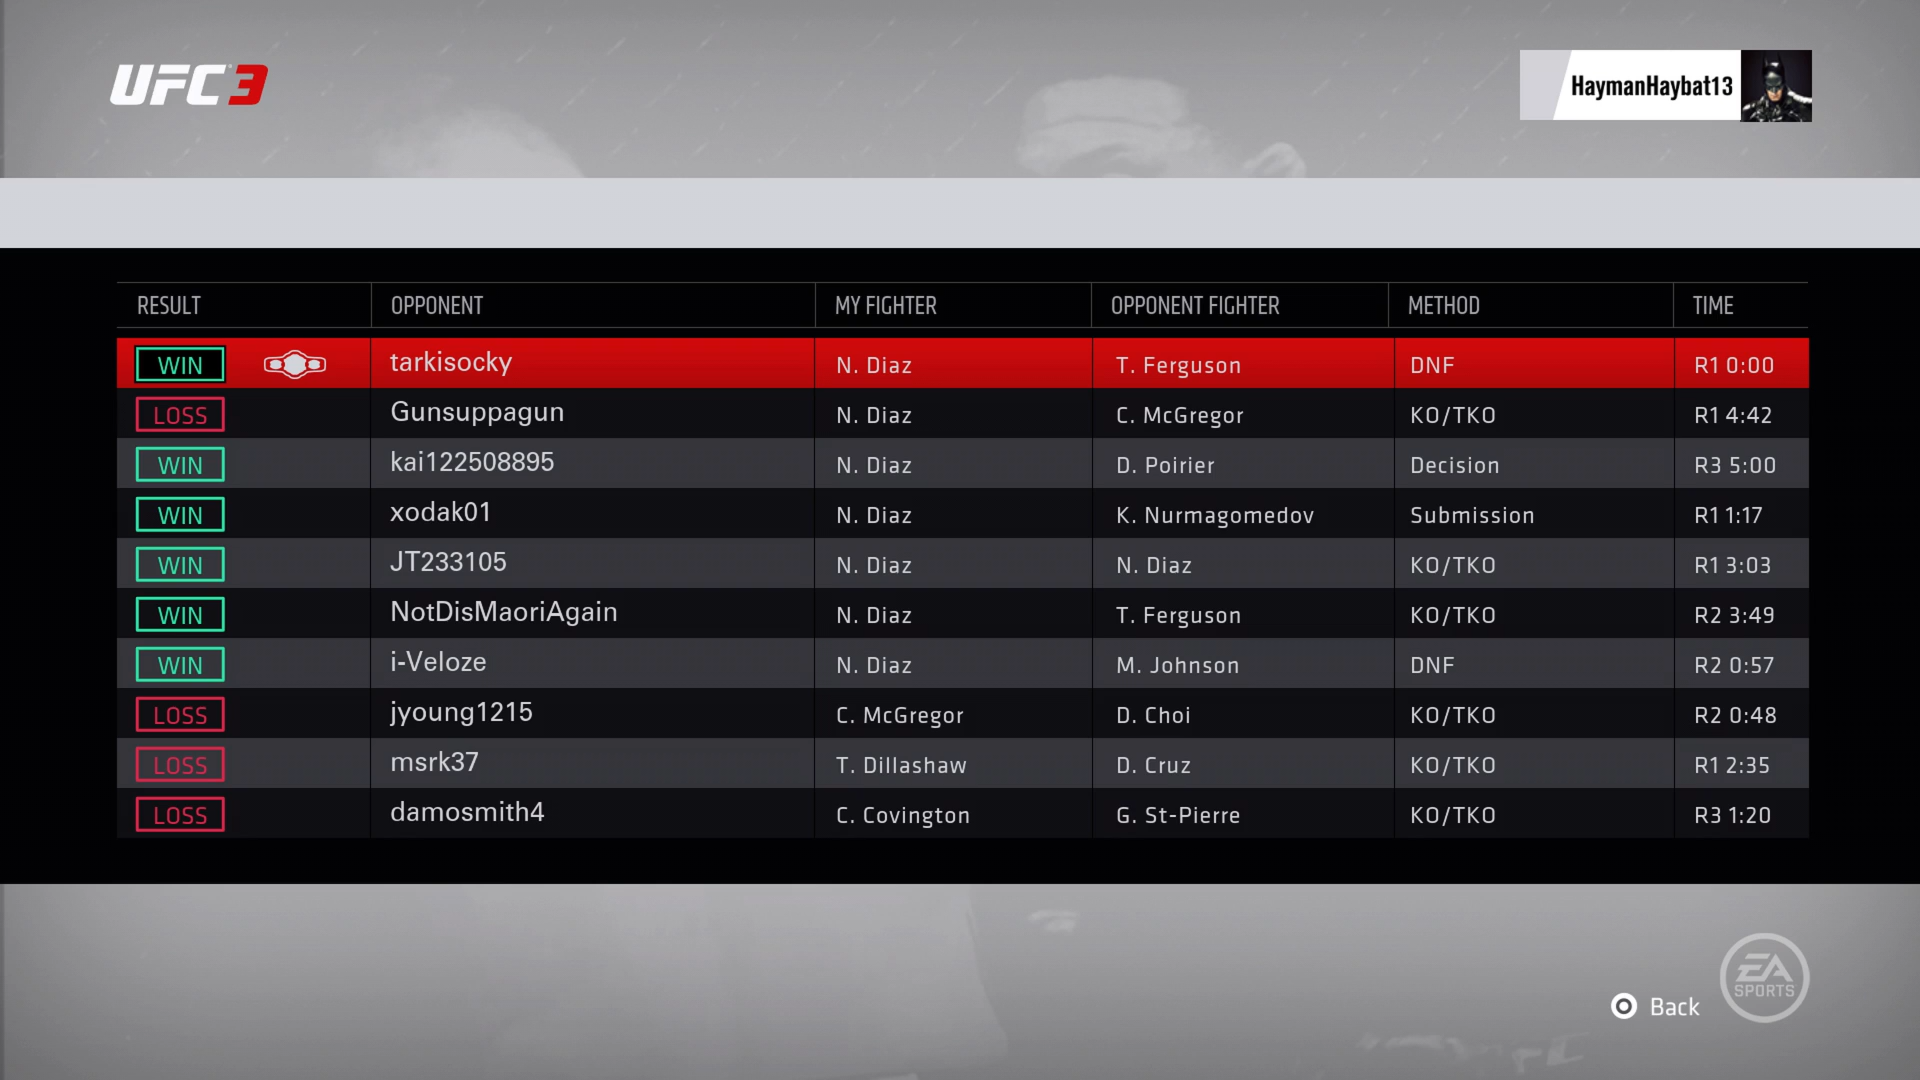 UFC 3
HaymanHaybat13
RESULT OPPONENT MY FIGHTER OPPONENT FIGHTER METHOD TIME
WIN tarkisocky N. Diaz T. Ferguson DNF R1 0:00
LOSS Gunsuppagun N. Diaz C. McGregor KO/TKO R1 4:42
WIN kai122508895 N. Diaz D. Poirier Decision R3 5:00
WIN xodak01 N. Diaz K. Nurmagomedov Submission R1 1:17
WIN JT233105 N. Diaz N. Diaz KO/TKO R1 3:03
WIN NotDisMaoriAgain N. Diaz T. Ferguson KO/TKO R2 3:49
WIN i-Veloze N. Diaz M. Johnson DNF R2 0:57
LOSS jyoung1215 C. McGregor D. Choi KO/TKO R2 0:48
LOSS msrk37 T. Dillashaw D. Cruz KO/TKO R1 2:35
LOSS damosmith4 C. Covington G. St-Pierre KO/TKO R3 1:20
Back
EA
SPORTS